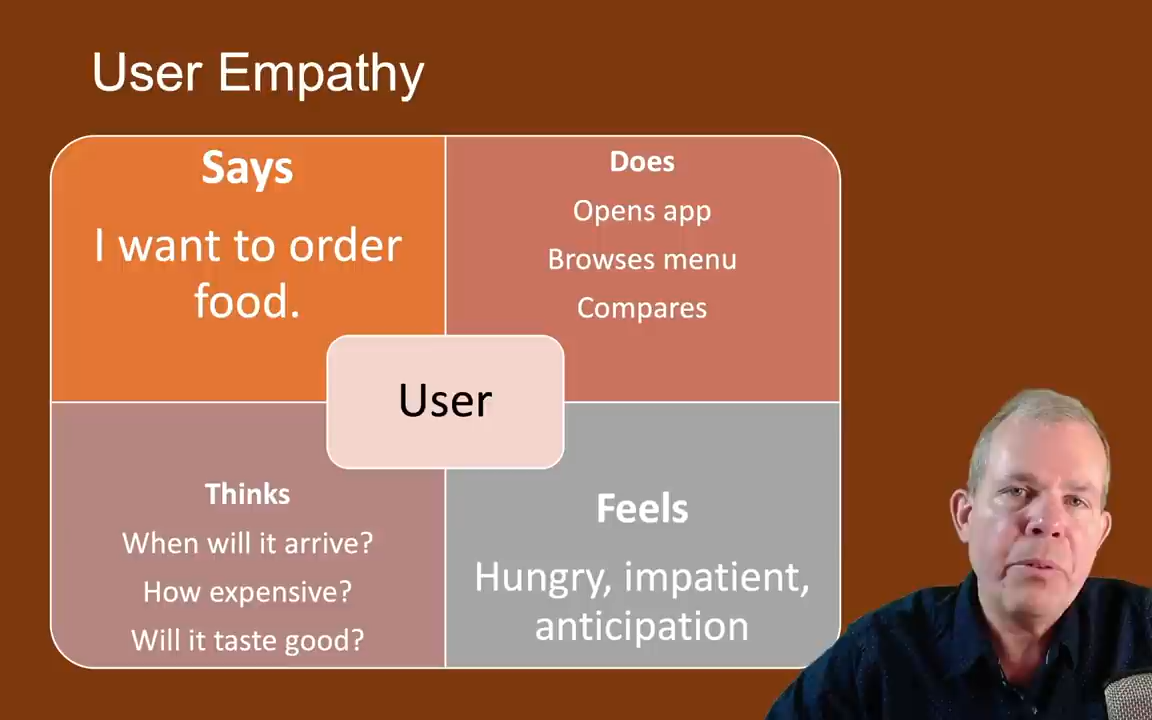 User Empathy
Says
I want to order
food.
Does
Opens app
Browses menu
Compares
User
Thinks
When will it arrive?
How expensive?
Will it taste good?
Feels
Hungry, impatient,
anticipation